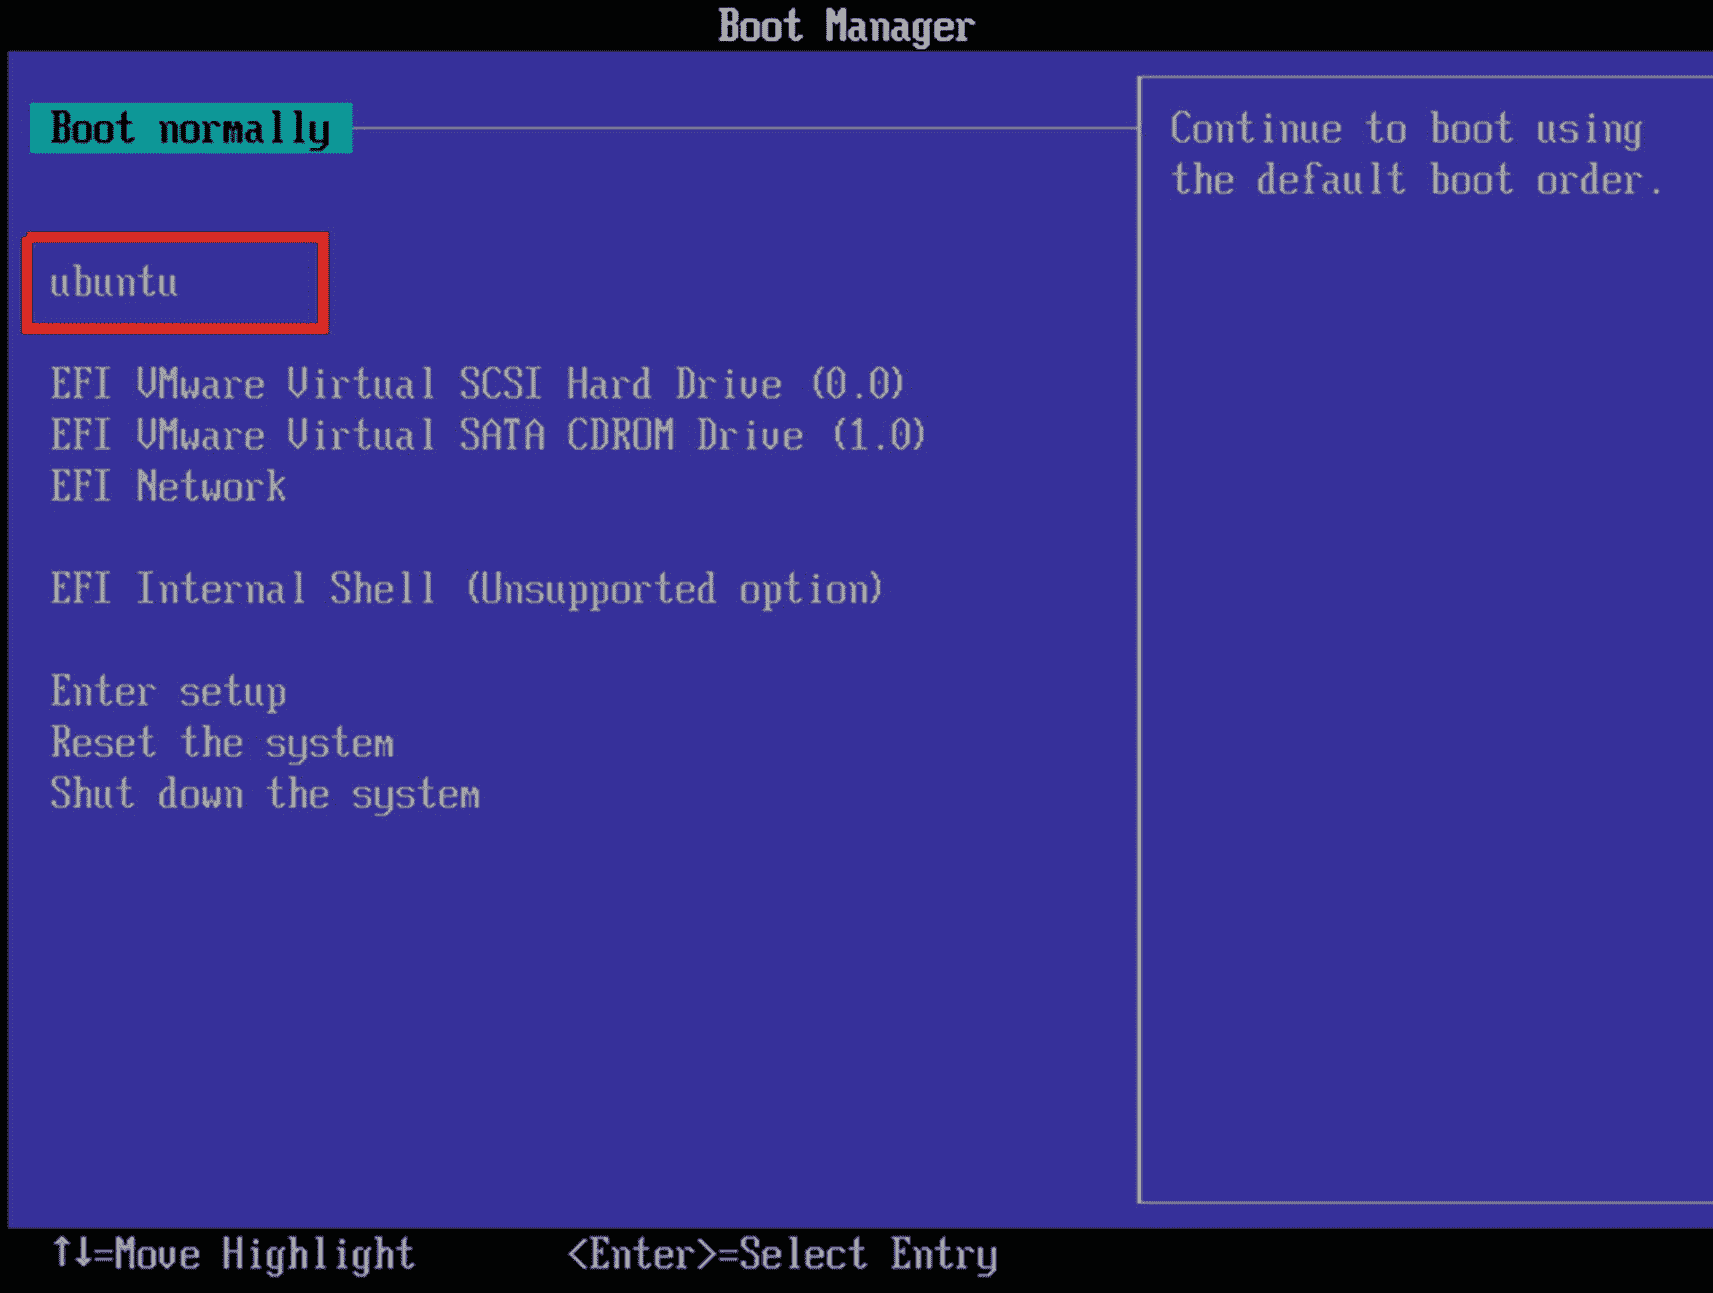 Boot Manager
Boot normally
Continue to boot using
the default boot order.
ubuntu
EFI VMware Virtual SCSI Hard Drive (0.0)
EFI VMware Virtual SATA CDROM Drive (1.0)
EFI Network
EFI Internal Shell (Unsupported option)
Enter setup
Reset the system
Shut down the system
↑↓=Move Highlight <Enter>=Select Entry